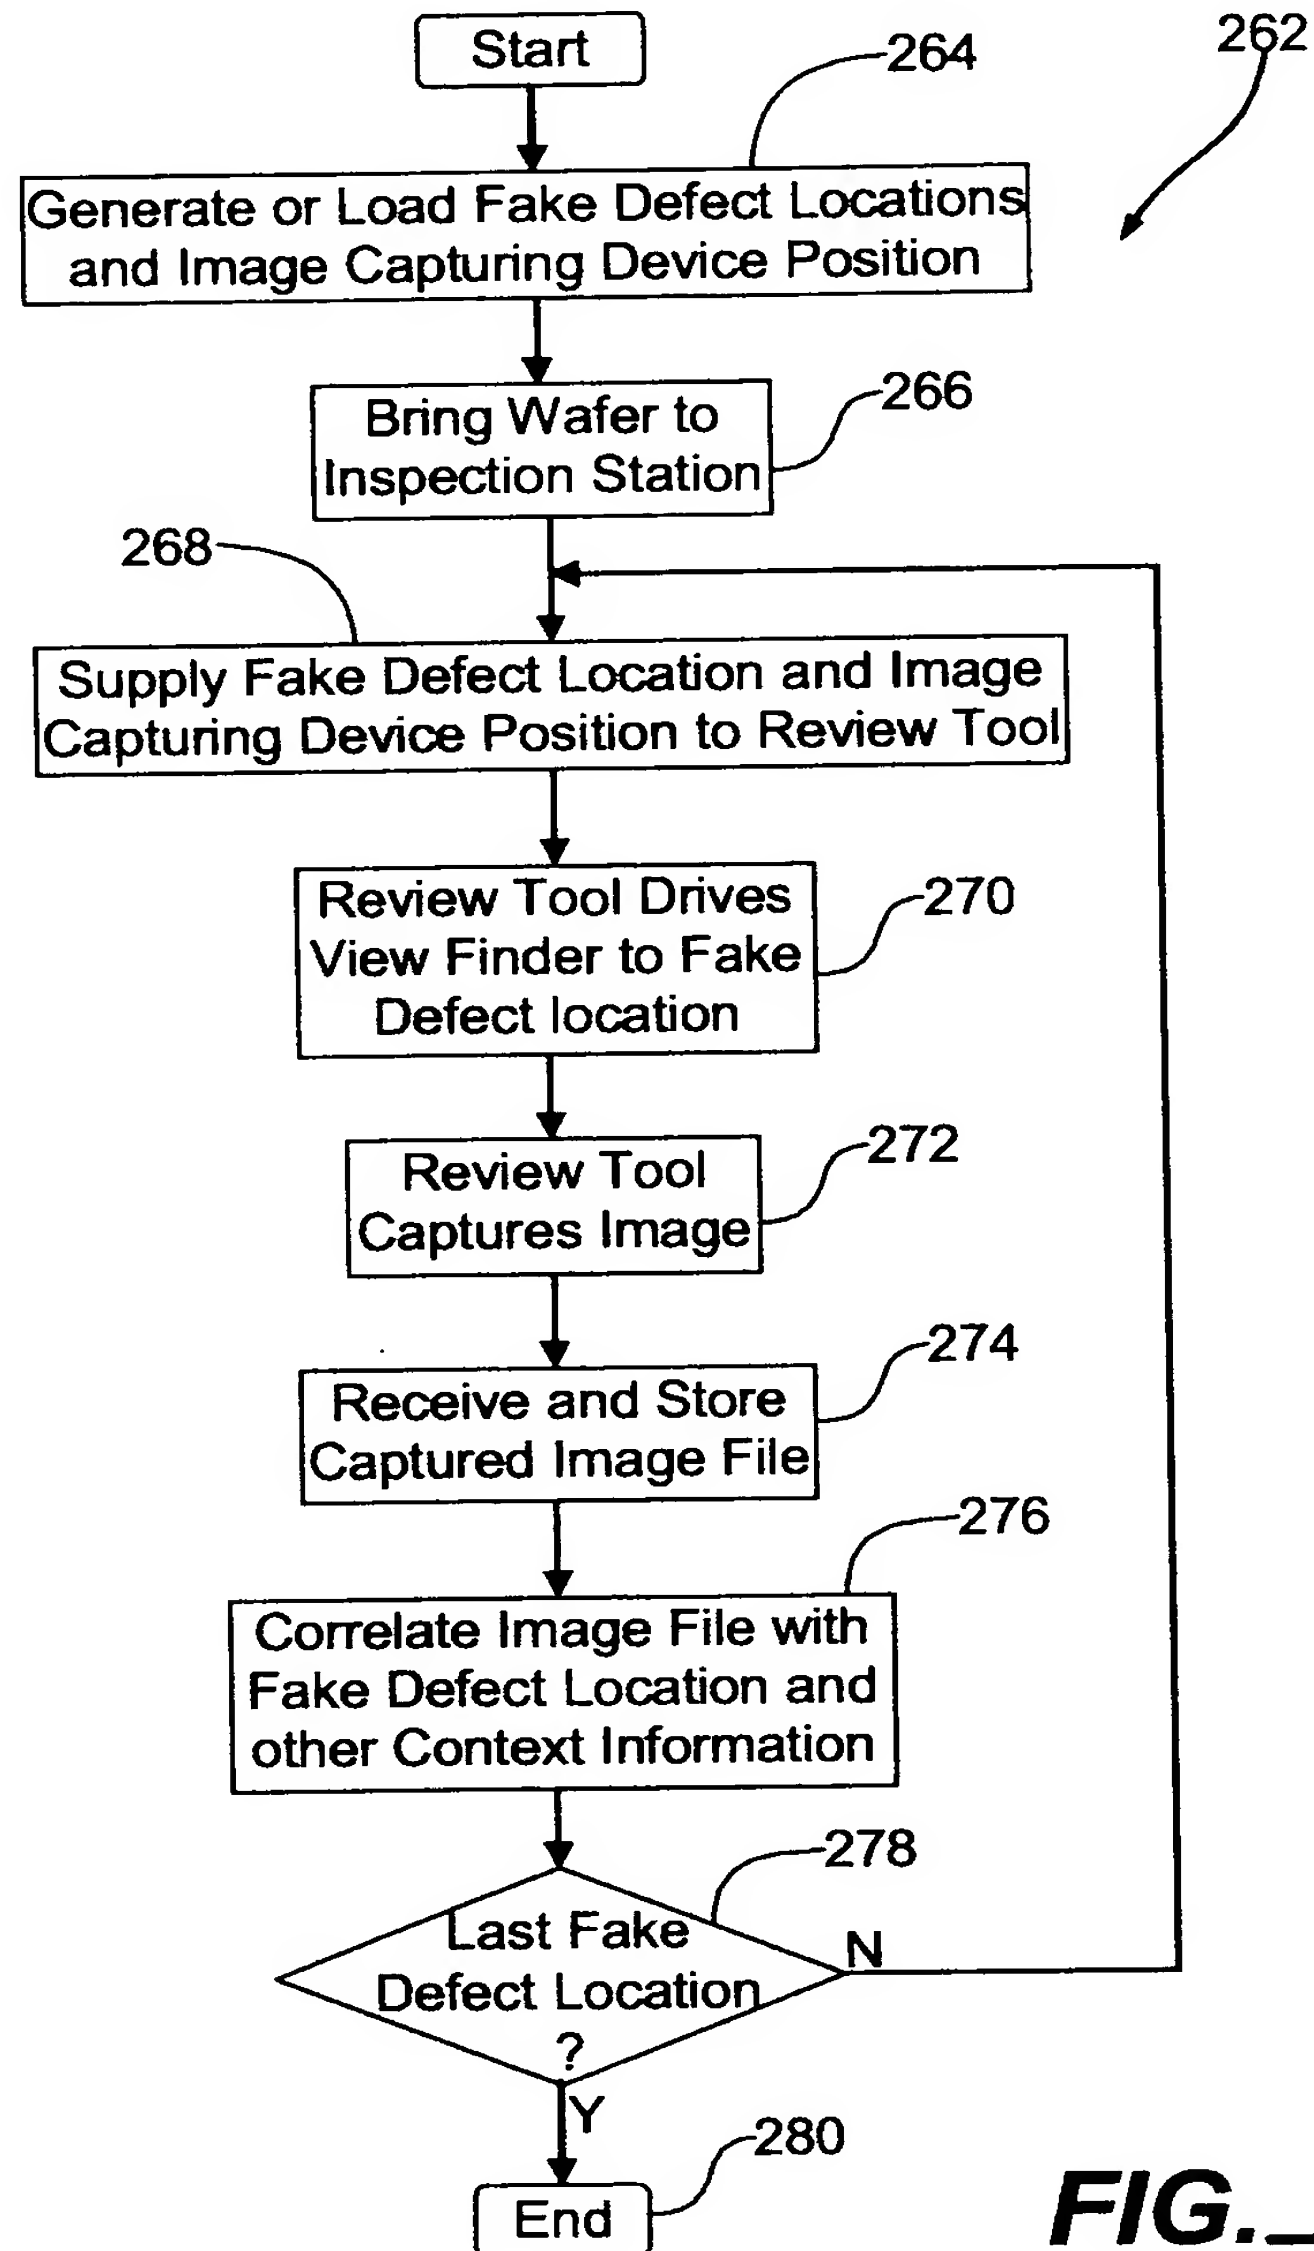 Start
264
262
Generate or Load Fake Defect Locations
and Image Capturing Device Position
Bring Wafer to
Inspection Station
266
268
Supply Fake Defect Location and Image
Capturing Device Position to Review Tool
Review Tool Drives
View Finder to Fake
Defect location
270
Review Tool
Captures Image
272
Receive and Store
Captured Image File
274
276
Correlate Image File with
Fake Defect Location and
other Context Information
278
Last Fake
Defect Location
?
N
Y
280
End
FIG._